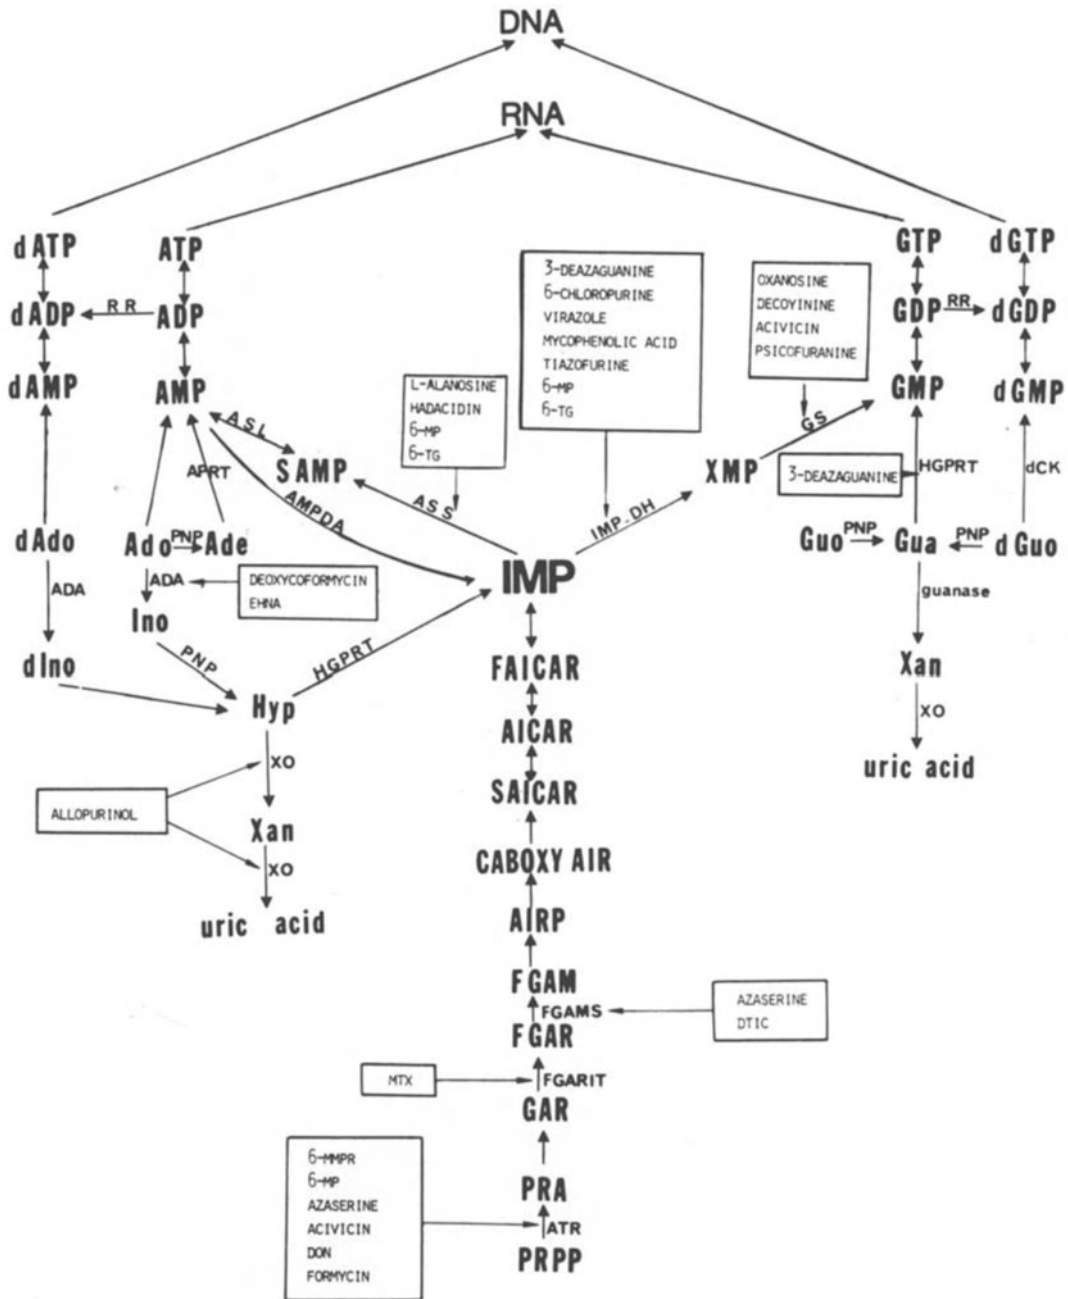 DNA
RNA
dATP
ATP
GTP
dGTP
3-DEAZAGUANINE
6-CHLOROPURINE
VIRAZOLE
MYCOPHENOLIC ACID
TIAZOFURINE
6-MP
6-TG
OXANOSINE
DECOYININE
ACIVICIN
PSICOFURANINE
dADP
RR
ADP
GDP
RR
dGDP
dAMP
AMP
GMP
dGMP
L-ALANOSINE
HADACIDIN
6-MP
6-TG
ASL
GS
SAMP
XMP
APRT
AMPDA
ASS
IMP-DH
3-DEAZAGUANINE
HGPRT
dCK
dAdo
Ado
PNP
Ade
Guo
PNP
Gua
PNP
dGuo
ADA
ADA
DEOXYCOFORMYCIN
EHNA
IMP
guanase
Ino
PNP
HGPRT
dIno
Hyp
FAICAR
Xan
XO
AICAR
XO
uric acid
SAICAR
ALLOPURINOL
Xan
CABOXY AIR
XO
uric acid
AIRP
FGAM
FGAMS
AZASERINE
DTIC
FGAR
MTX
FGARIT
GAR
6-MMPR
6-MP
AZASERINE
ACIVICIN
DON
FORMYCIN
PRA
ATR
PRPP